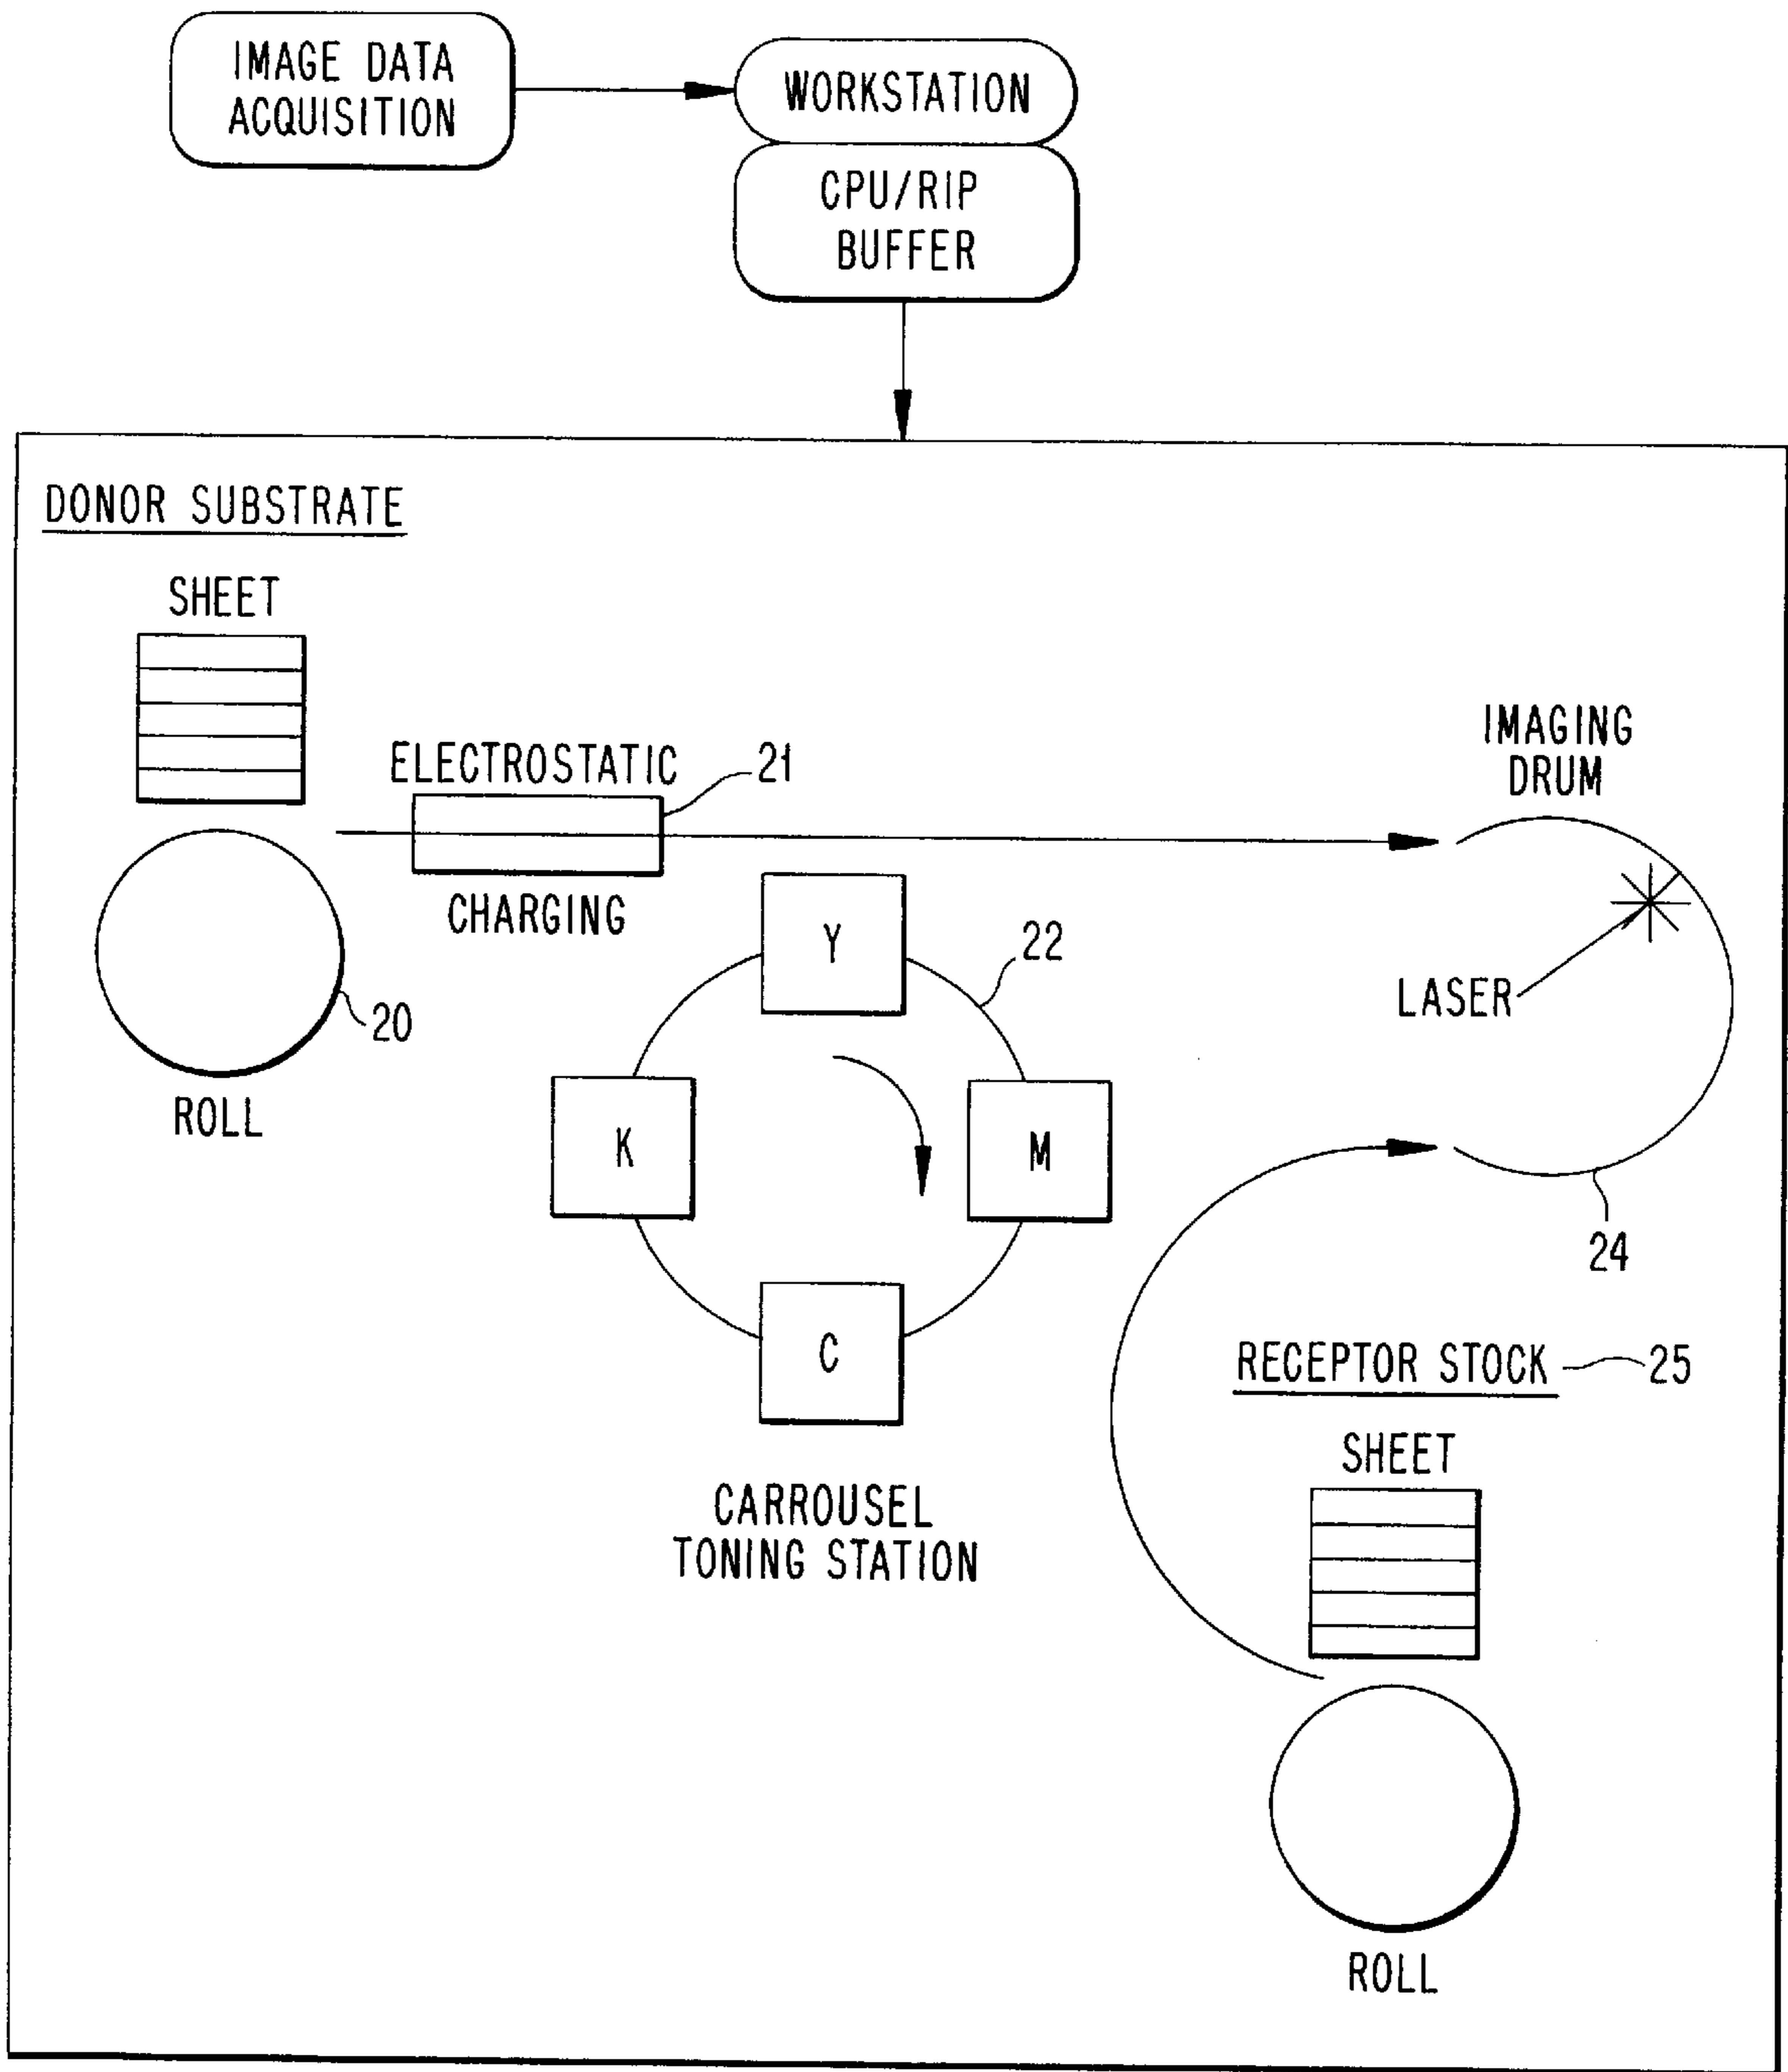 IMAGE DATA
ACQUISITION
WORKSTATION
CPU/RIP
BUFFER
DONOR SUBSTRATE
SHEET
ELECTROSTATIC
21
CHARGING
IMAGING
DRUM
LASER
20
ROLL
Y
22
K
M
C
24
CARROUSEL
TONING STATION
RECEPTOR STOCK
25
SHEET
ROLL